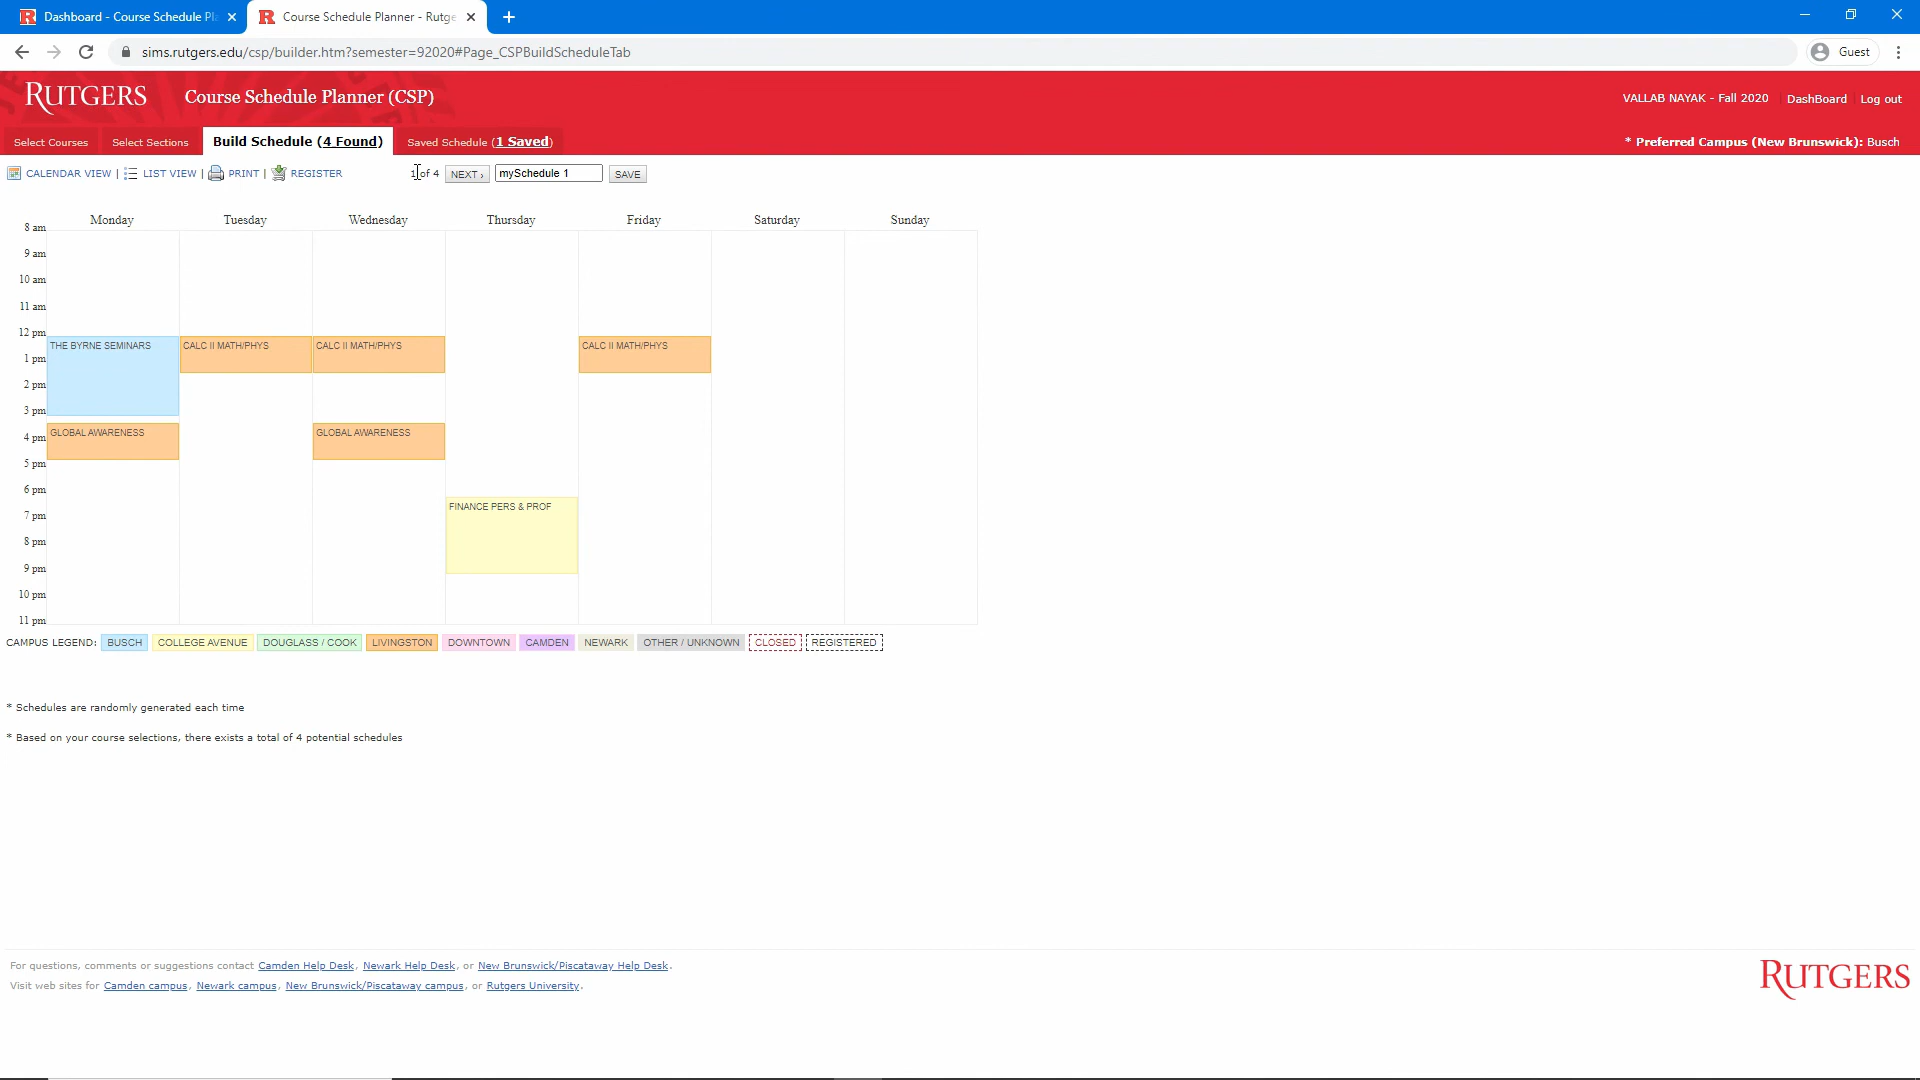 Dashboard - Course Schedule Pla
Course Schedule Planner - Rutge
sims.rutgers.edu/csp/builder.htm?semester=92020#Page_CSPBuildScheduleTab
Guest
RUTGERS
Course Schedule Planner (CSP)
VALLAB NAYAK - Fall 2020 DashBoard Log out
Select Courses Select Sections Build Schedule (4 Found) Saved Schedule (1 Saved)
* Preferred Campus (New Brunswick): Busch
CALENDAR VIEW | LIST VIEW | PRINT | REGISTER
1 of 4 NEXT › mySchedule 1 SAVE
Monday Tuesday Wednesday Thursday Friday Saturday Sunday
8 am
9 am
10 am
11 am
12 pm
THE BYRNE SEMINARS CALC II MATH/PHYS CALC II MATH/PHYS CALC II MATH/PHYS
1 pm
2 pm
3 pm
GLOBAL AWARENESS GLOBAL AWARENESS
4 pm
5 pm
6 pm
FINANCE PERS & PROF
7 pm
8 pm
9 pm
10 pm
11 pm
CAMPUS LEGEND: BUSCH COLLEGE AVENUE DOUGLASS / COOK LIVINGSTON DOWNTOWN CAMDEN NEWARK OTHER / UNKNOWN CLOSED REGISTERED
* Schedules are randomly generated each time
* Based on your course selections, there exists a total of 4 potential schedules
For questions, comments or suggestions contact Camden Help Desk, Newark Help Desk, or New Brunswick/Piscataway Help Desk.
Visit web sites for Camden campus, Newark campus, New Brunswick/Piscataway campus, or Rutgers University.
RUTGERS